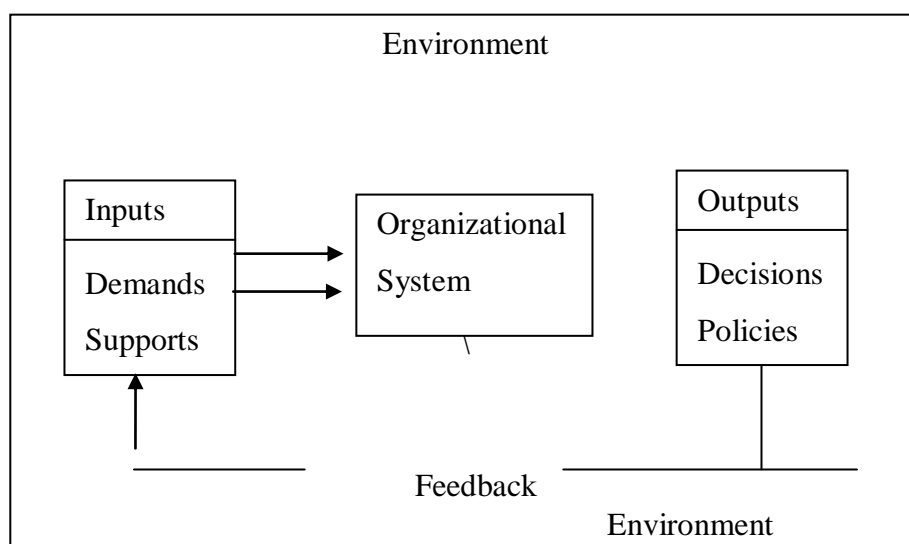 Environment
Inputs
Demands
Supports
Organizational
System
Outputs
Decisions
Policies
Feedback
Environment